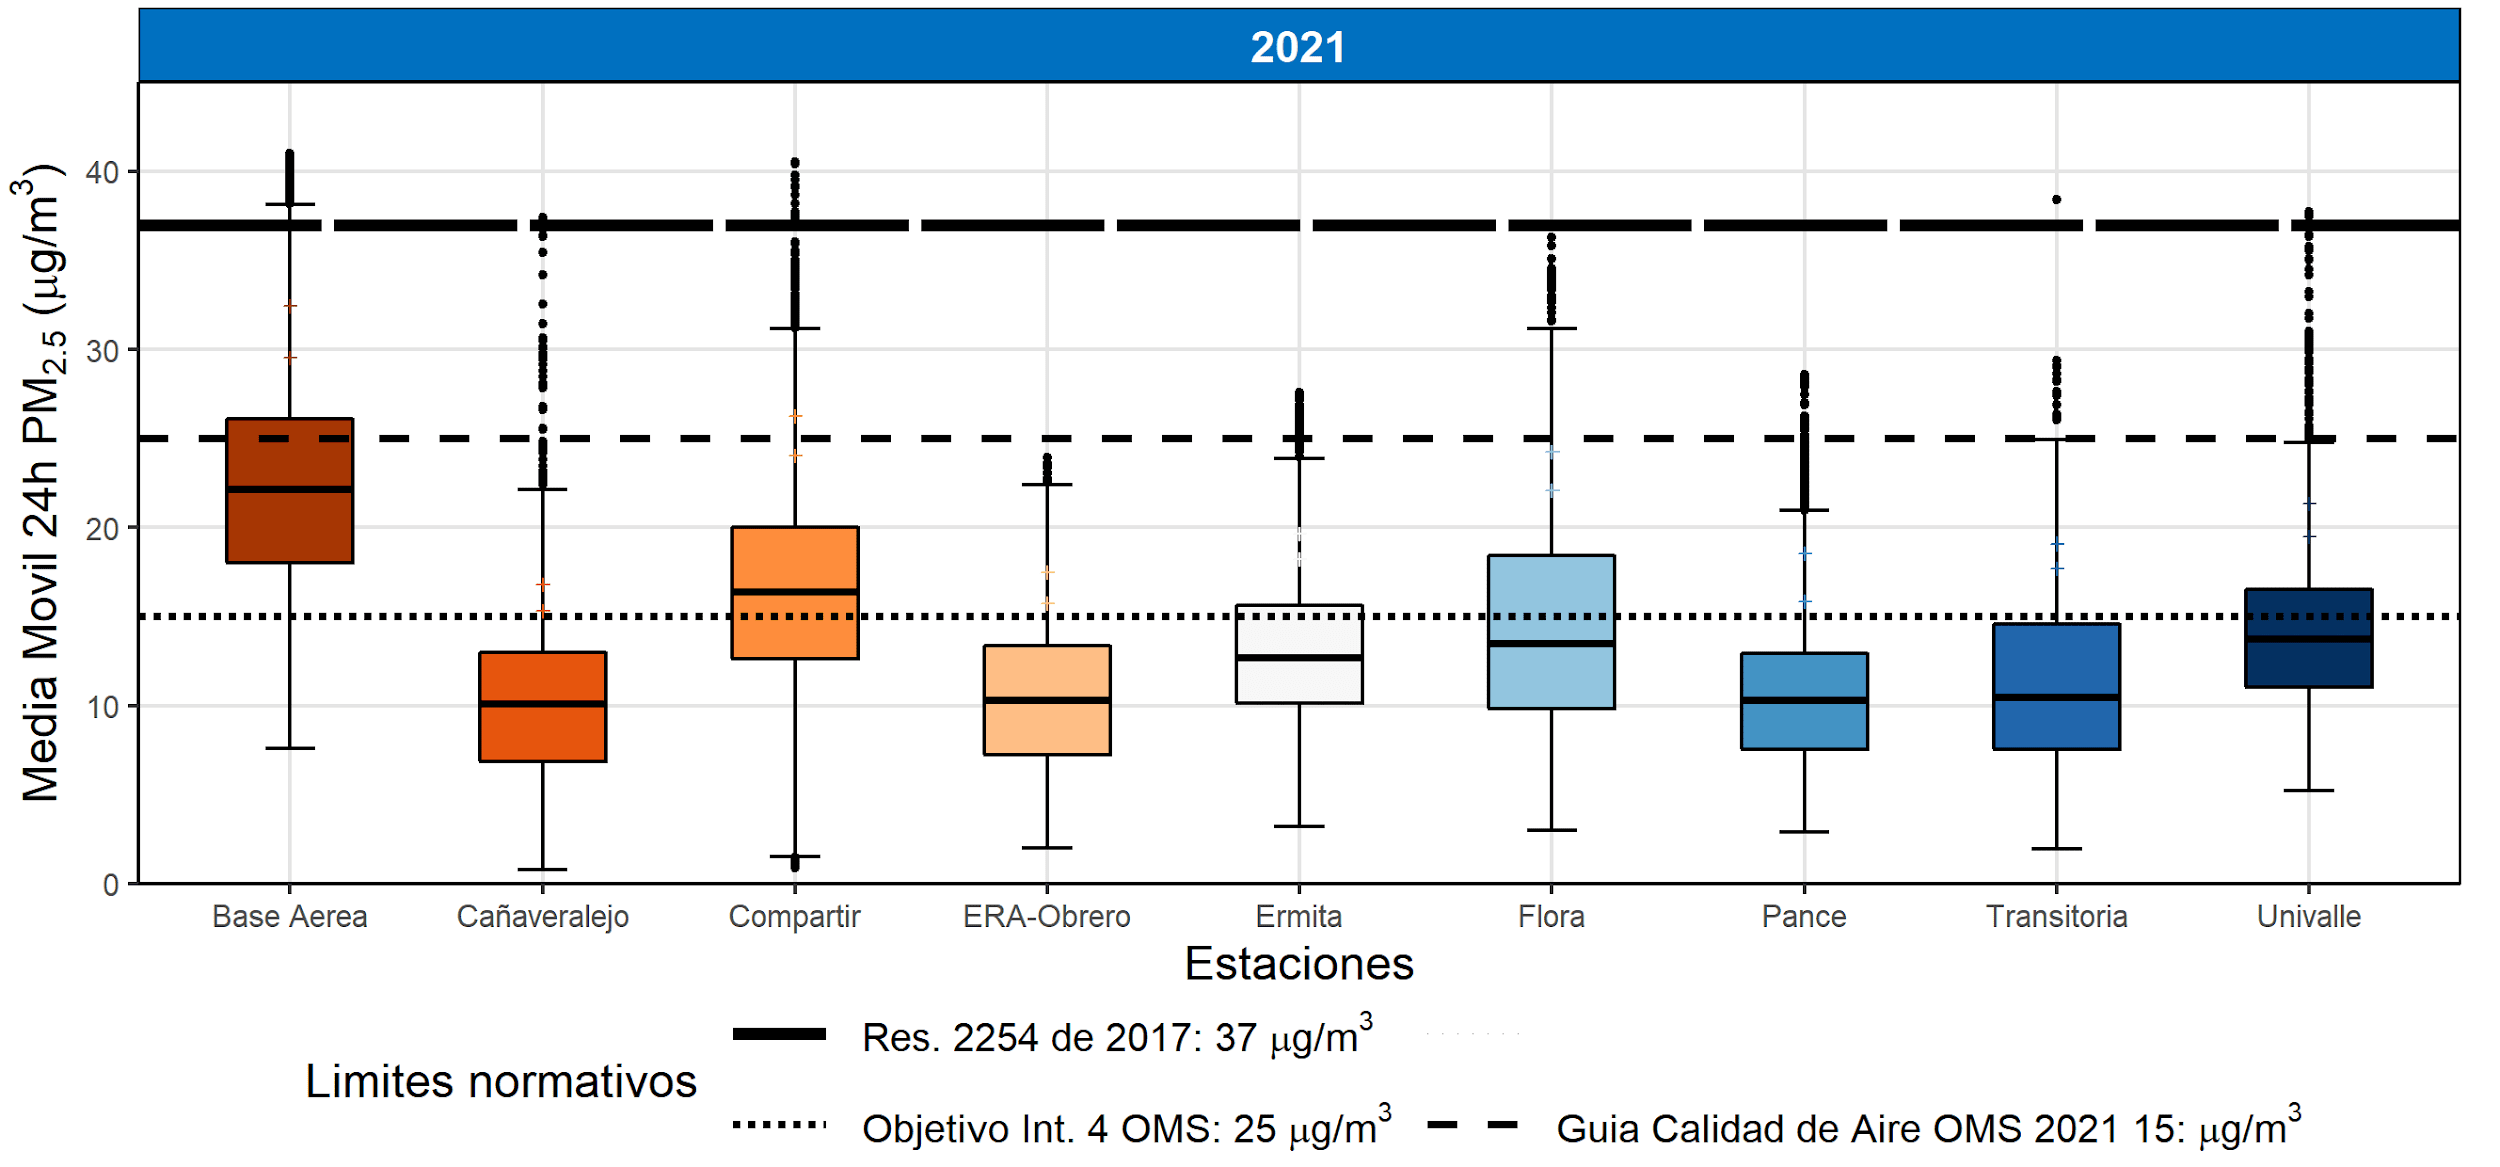 2021
Media Movil 24h PM2.5 (μg/m3)
40
30
20
10
0
Base Aerea Cañaveralejo Compartir ERA-Obrero Ermita Flora Pance Transitoria Univalle
Estaciones
Limites normativos
Res. 2254 de 2017: 37 μg/m3
Objetivo Int. 4 OMS: 25 μg/m3
Guia Calidad de Aire OMS 2021 15: μg/m3